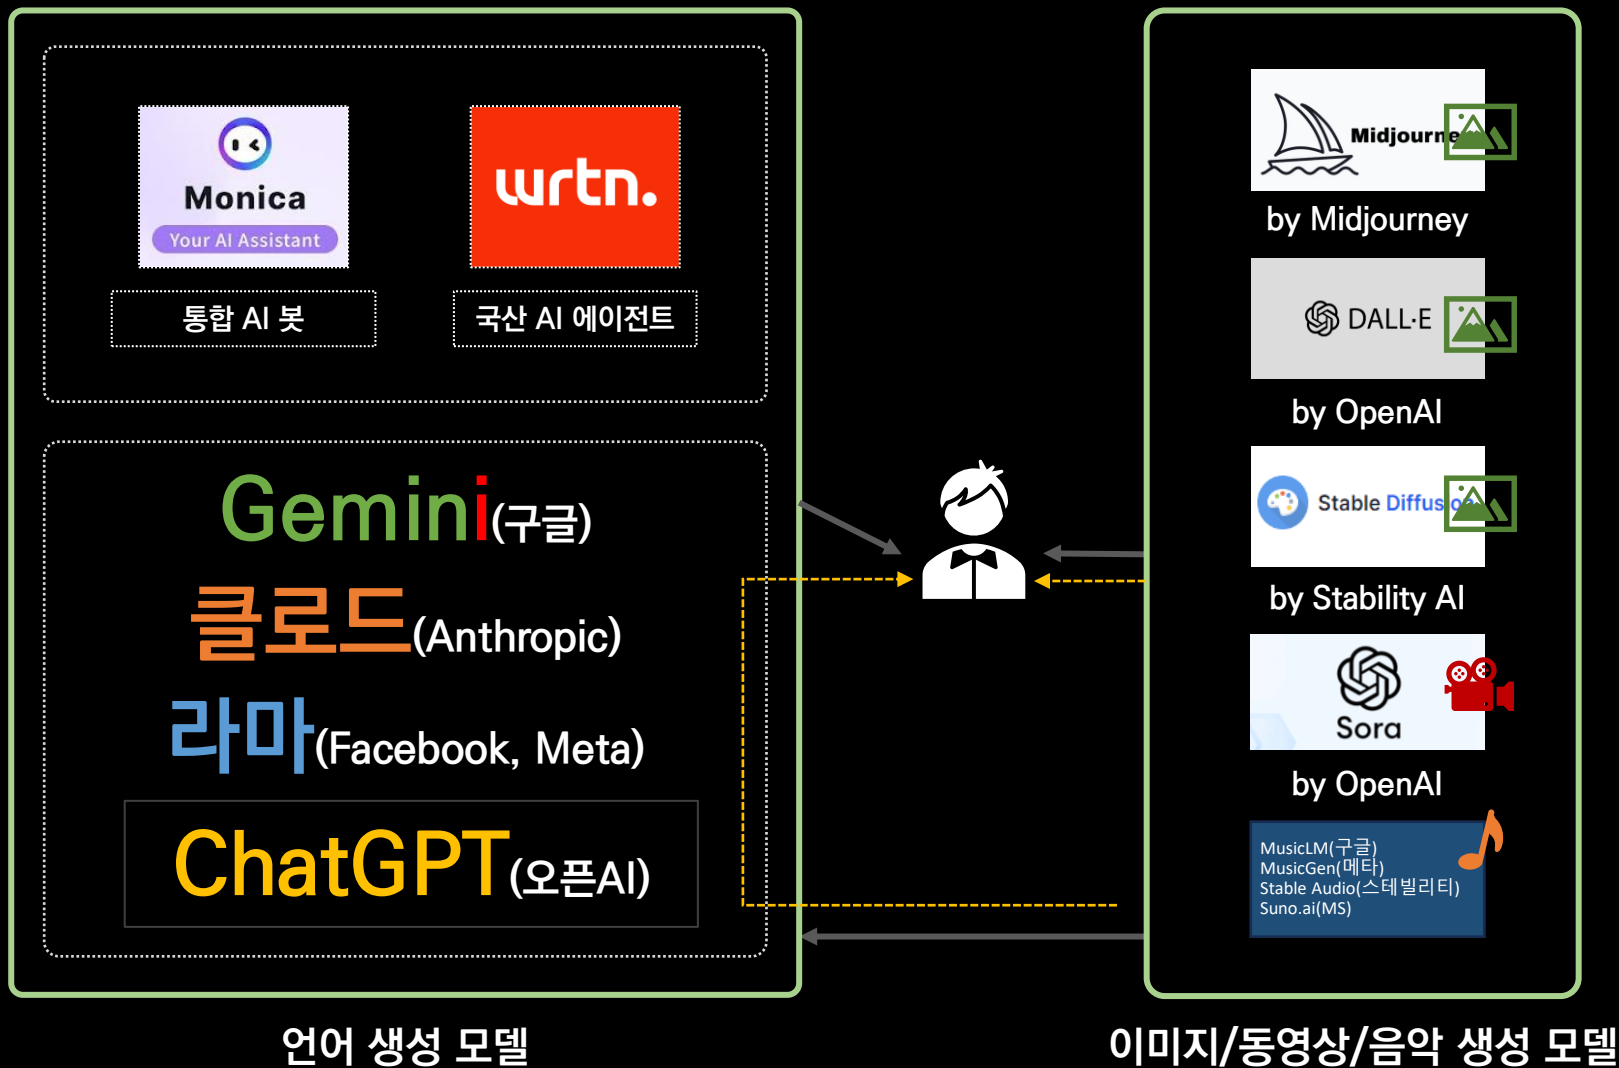 Monica
Your AI Assistant
통합 AI 봇
wrtn.
국산 AI 에이전트
Gemini(구글)
클로드(Anthropic)
라마(Facebook, Meta)
ChatGPT(오픈AI)
언어 생성 모델
Midjourney
by Midjourney
DALL·E
by OpenAI
Stable Diffusion
by Stability AI
Sora
by OpenAI
MusicLM(구글)
MusicGen(메타)
Stable Audio(스테빌리티)
Suno.ai(MS)
이미지/동영상/음악 생성 모델